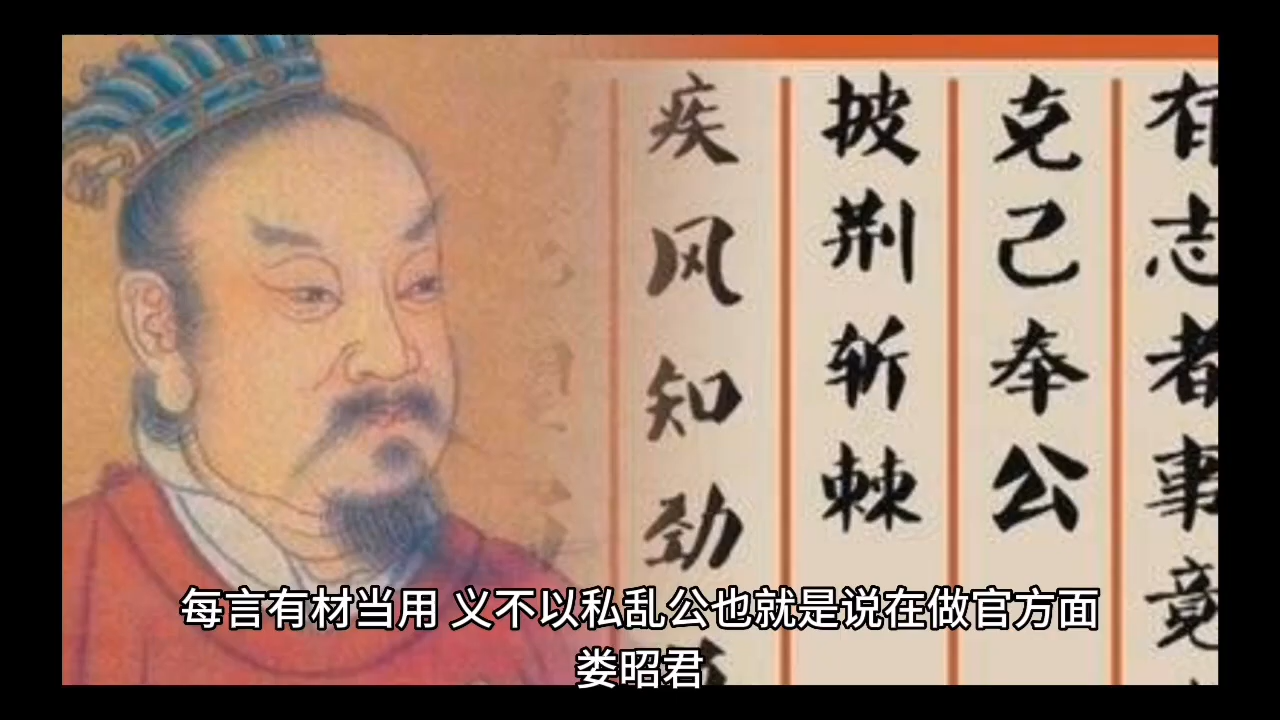 有志者事竟
克己奉公
披荆斩棘
疾风知劲
每言有材当用 义不以私乱公也就是说在做官方面
娄昭君